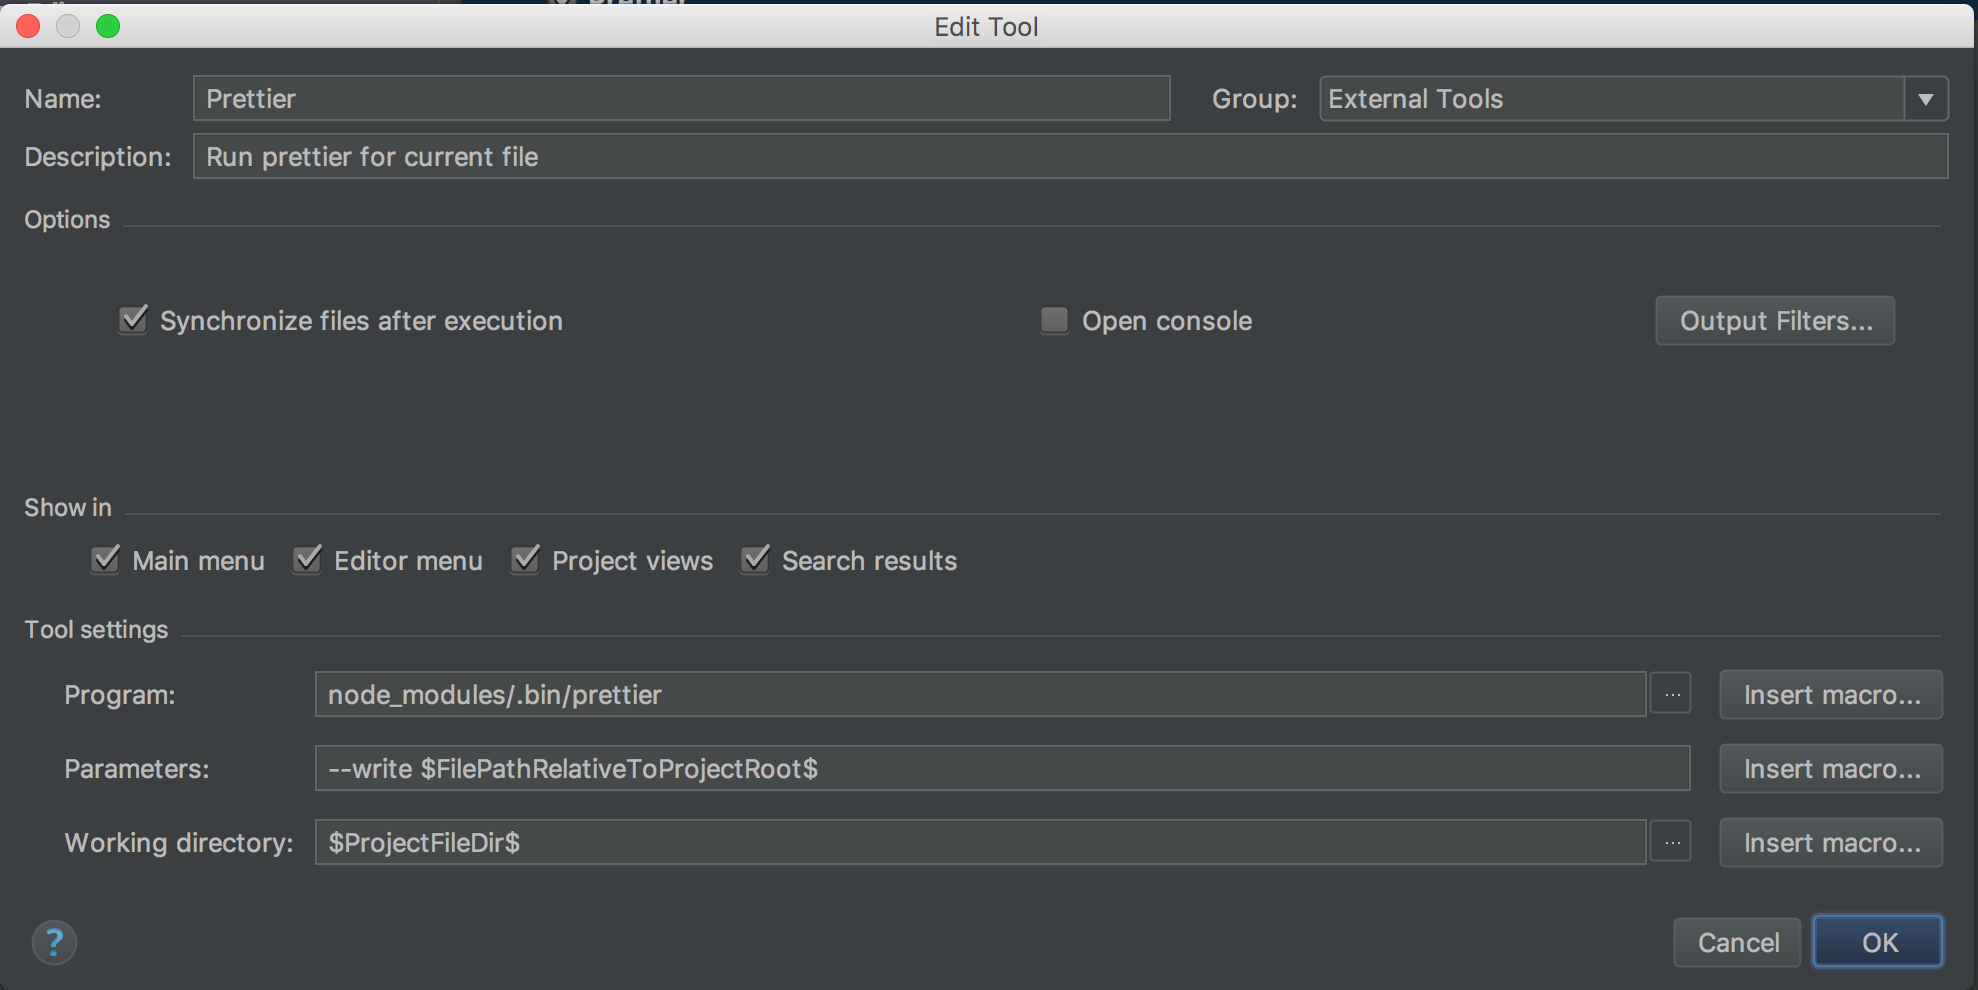 Edit Tool
Name: Prettier Group: External Tools
Description: Run prettier for current file
Options
Synchronize files after execution Open console Output Filters...
Show in
Main menu Editor menu Project views Search results
Tool settings
Program: node_modules/.bin/prettier ... Insert macro...
Parameters: --write $FilePathRelativeToProjectRoot$ Insert macro...
Working directory: $ProjectFileDir$ ... Insert macro...
? Cancel OK